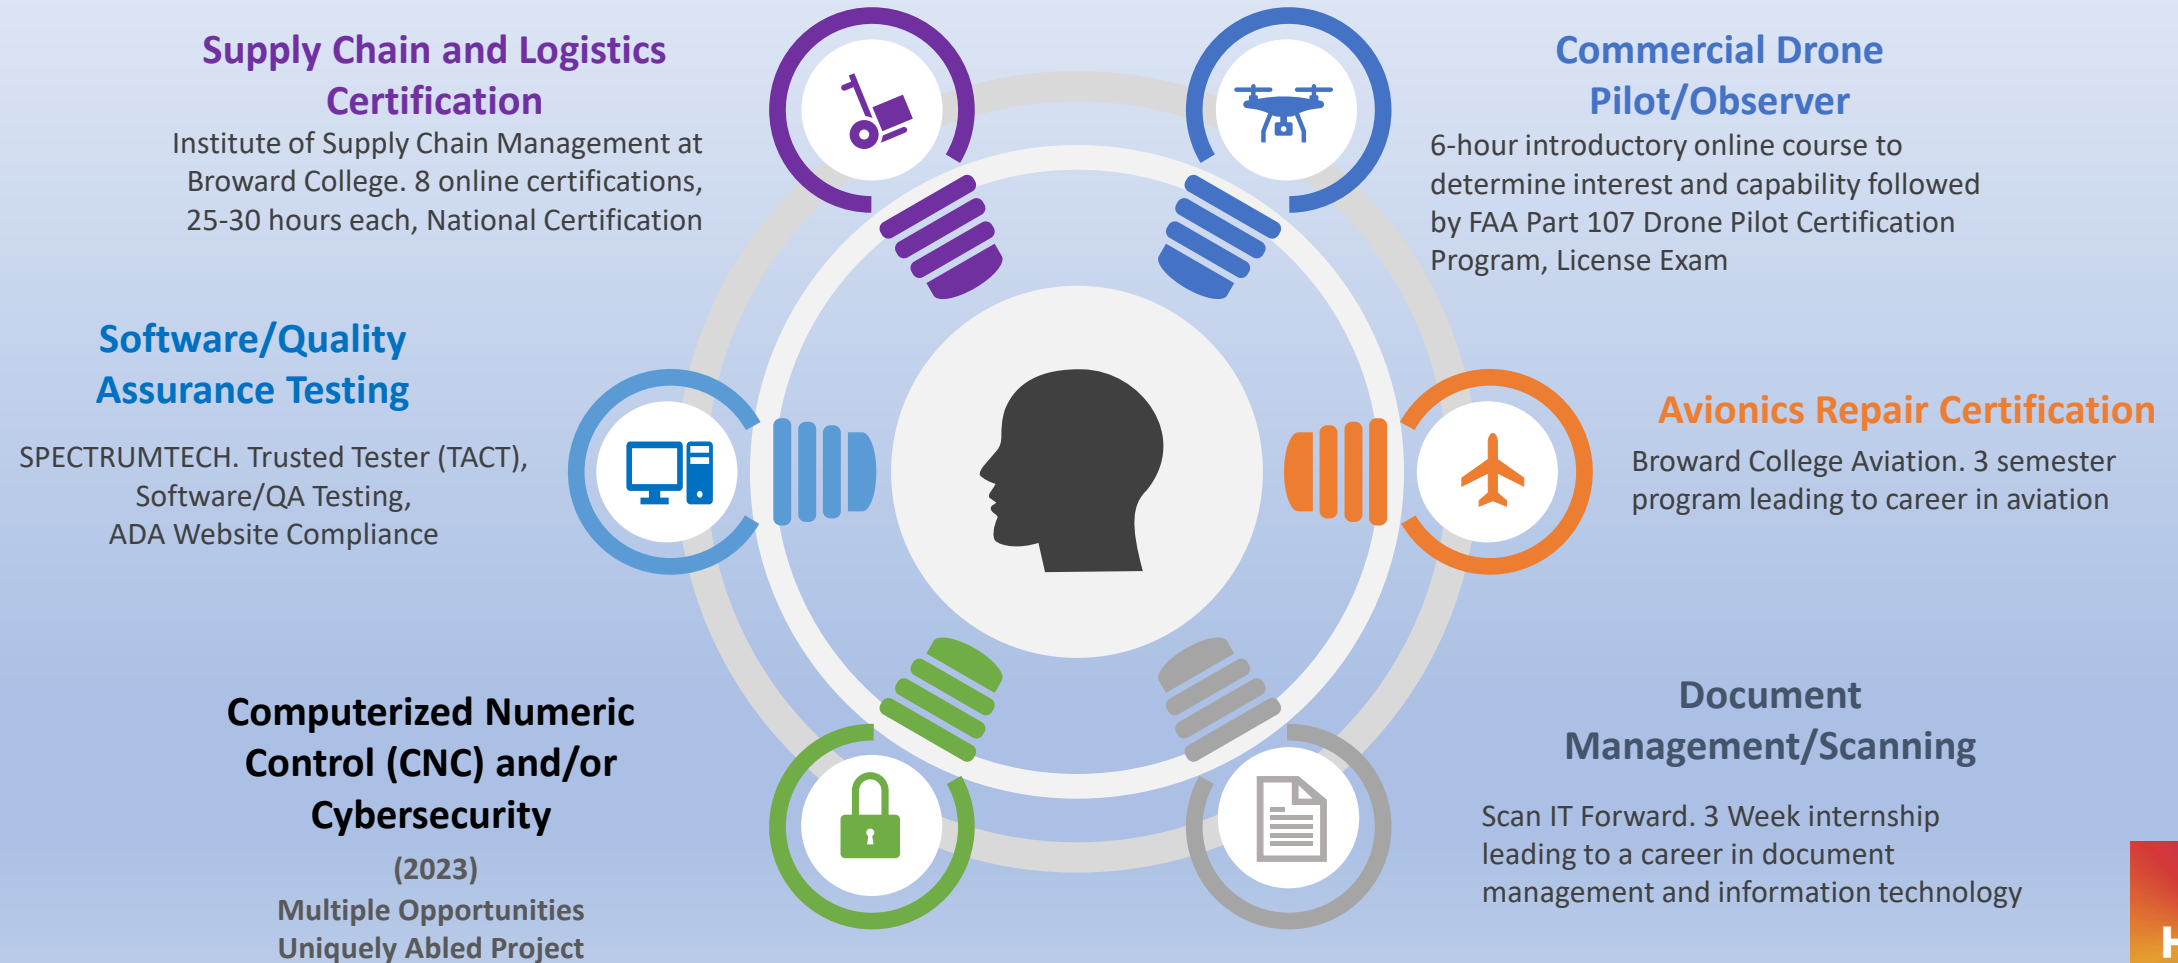 Supply Chain and Logistics
Certification
Institute of Supply Chain Management at
Broward College. 8 online certifications,
25-30 hours each, National Certification
Commercial Drone
Pilot/Observer
6-hour introductory online course to
determine interest and capability followed
by FAA Part 107 Drone Pilot Certification
Program, License Exam
Software/Quality
Assurance Testing
SPECTRUMTECH. Trusted Tester (TACT),
Software/QA Testing,
ADA Website Compliance
Avionics Repair Certification
Broward College Aviation. 3 semester
program leading to career in aviation
Computerized Numeric
Control (CNC) and/or
Cybersecurity
(2023)
Multiple Opportunities
Uniquely Abled Project
Document
Management/Scanning
Scan IT Forward. 3 Week internship
leading to a career in document
management and information technology